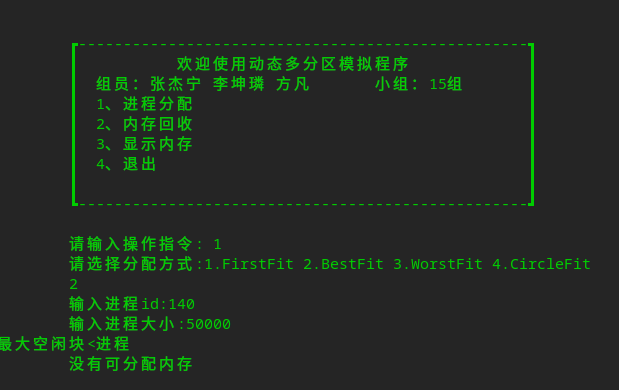 欢迎使用动态多分区模拟程序
组员: 张杰宁 李坤璘 方凡 小组: 15组
1、进程分配
2、内存回收
3、显示内存
4、退出
请输入操作指令: 1
请选择分配方式:1.FirstFit 2.BestFit 3.WorstFit 4.CircleFit
2
输入进程id:140
输入进程大小:50000
最大空闲块<进程
没有可分配内存